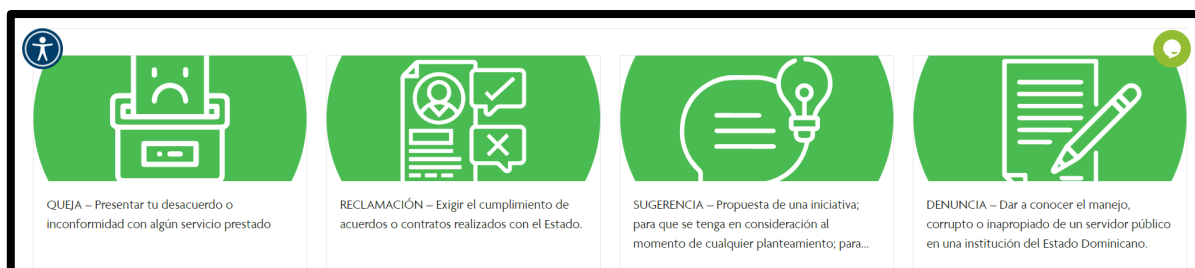 QUEJA – Presentar tu desacuerdo o
inconformidad con algún servicio prestado
RECLAMACIÓN – Exigir el cumplimiento de
acuerdos o contratos realizados con el Estado.
SUGERENCIA – Propuesta de una iniciativa;
para que se tenga en consideración al
momento de cualquier planteamiento; para...
DENUNCIA – Dar a conocer el manejo,
corrupto o inapropiado de un servidor público
en una institución del Estado Dominicano.